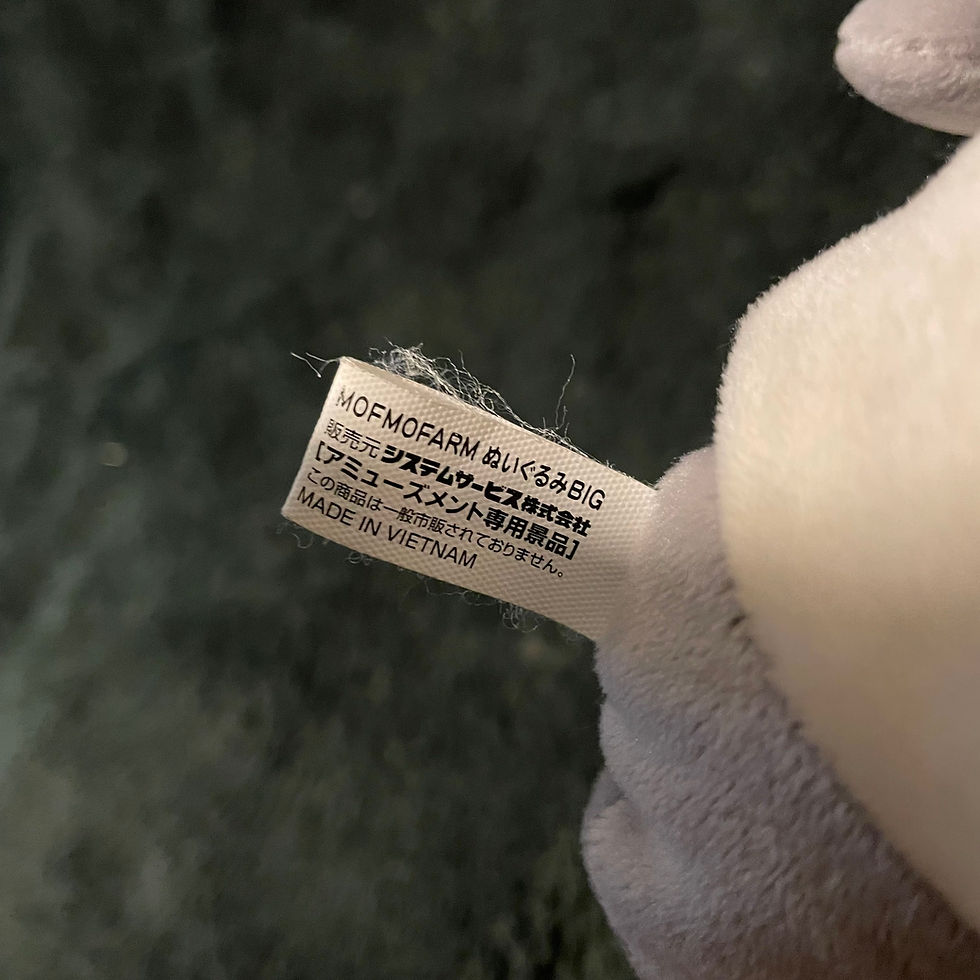 MOFMOFARM ぬいぐるみBIG
販売元 システムサービス株式会社
[アミューズメント専用景品]
この商品は一般市販されておりません。
MADE IN VIETNAM